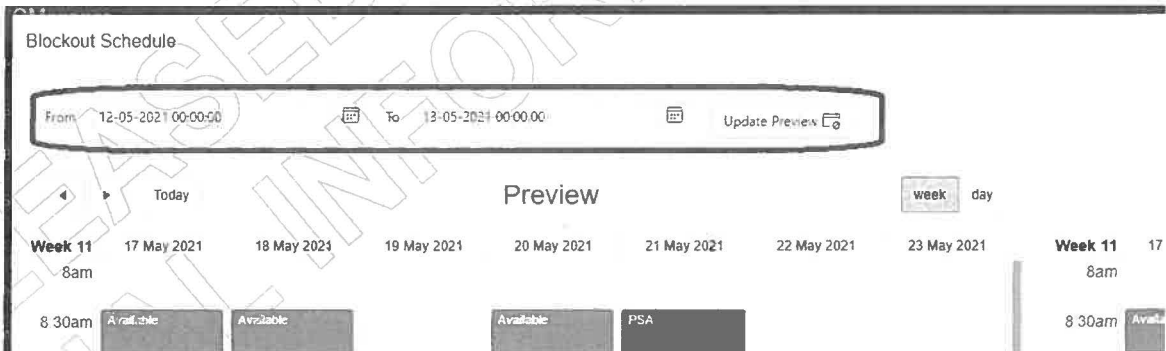 Blockout Schedule
From 12-05-2021 00:00:00 To 13-05-2021 00:00:00 Update Preview
Today Preview week day
Week 11 17 May 2021 18 May 2021 19 May 2021 20 May 2021 21 May 2021 22 May 2021 23 May 2021 Week 11 17
8am 8am
8 30am Available Available Available PSA 8 30am Availa